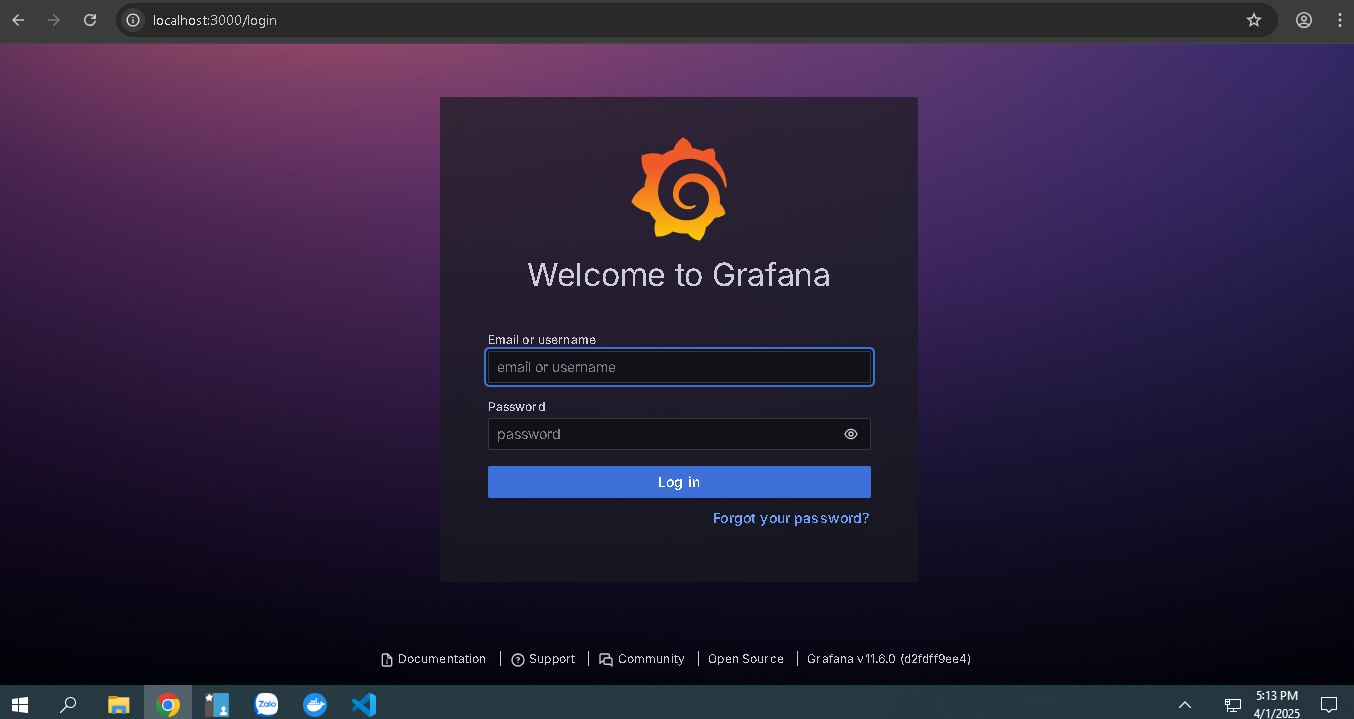 localhost:3000/login
Welcome to Grafana
Email or username
email or username
Password
password
Log in
Forgot your password?
Documentation Support Community Open Source Grafana v11.6.0 (d2fdff9ee4)
Zalo
5:13 PM
4/1/2025